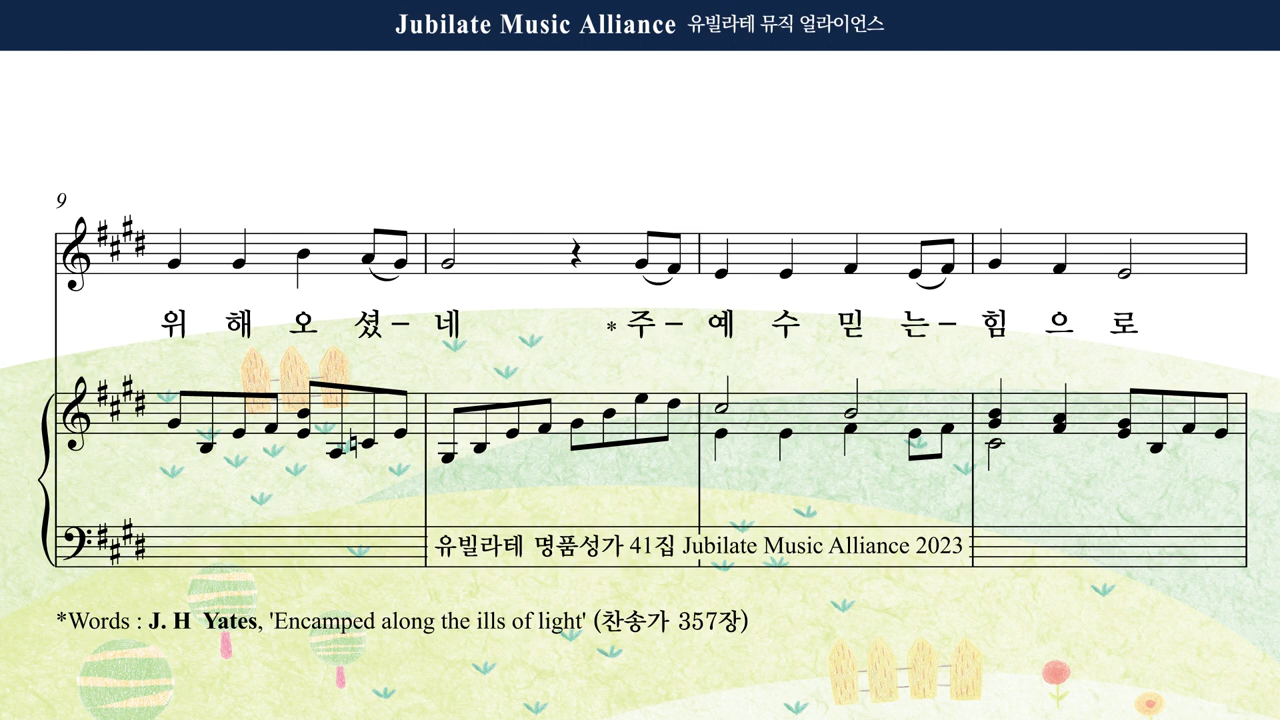 Jubilate Music Alliance 유빌라테 뮤직 얼라이언스
9
위 해 오 셨 – 네 * 주 – 예 수 믿 는 – 힘 으 로
유빌라테 명품성가 41집 Jubilate Music Alliance 2023
*Words : J. H Yates, 'Encamped along the ills of light' (찬송가 357장)